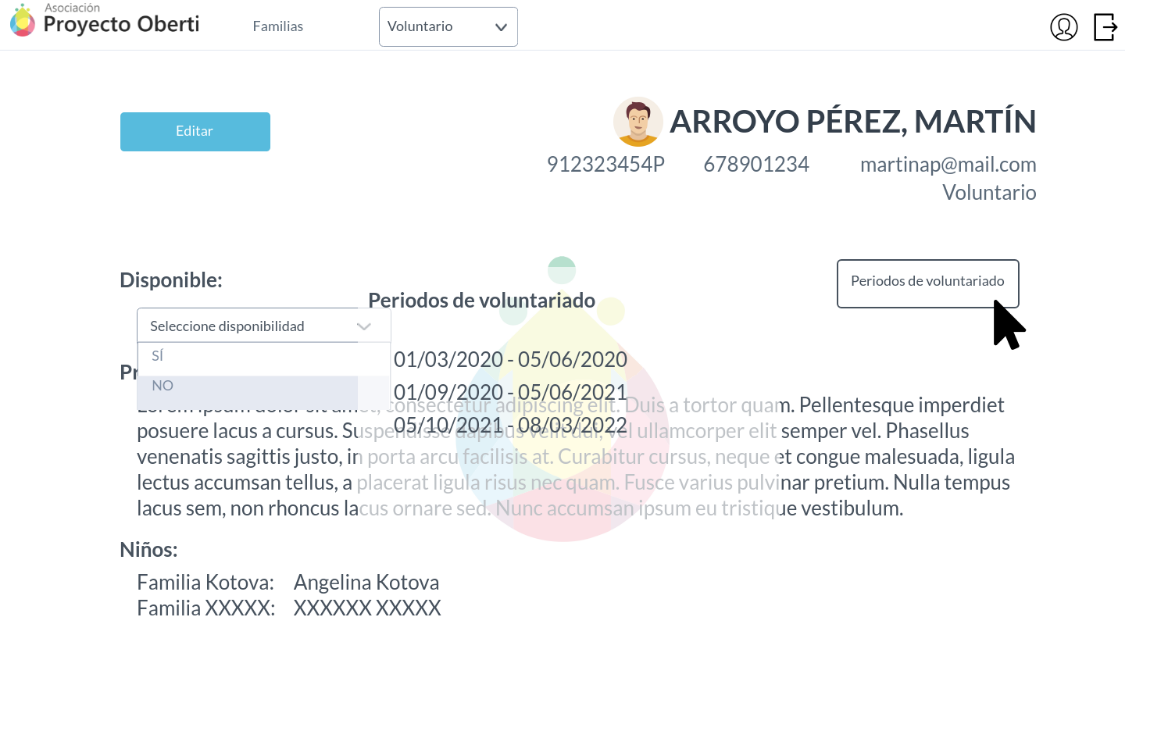 Asociación
Proyecto Oberti
Familias
Voluntario
Editar
ARROYO PÉREZ, MARTÍN
912323454P 678901234 martinap@mail.com
Voluntario
Disponible:
Periodos de voluntariado
Periodos de voluntariado
Seleccione disponibilidad
SÍ
NO
01/03/2020 - 05/06/2020
01/09/2020 - 05/06/2021
05/10/2021 - 08/03/2022
Lorem ipsum dolor sit amet, consectetur adipiscing elit. Duis a tortor quam. Pellentesque imperdiet
posuere lacus a cursus. Suspendisse dapibus velit dui, vel ullamcorper elit semper vel. Phasellus
venenatis sagittis justo, in porta arcu facilisis at. Curabitur cursus, neque et congue malesuada, ligula
lectus accumsan tellus, a placerat ligula risus nec quam. Fusce varius pulvinar pretium. Nulla tempus
lacus sem, non rhoncus lacus ornare sed. Nunc accumsan ipsum eu tristique vestibulum.
Niños:
Familia Kotova: Angelina Kotova
Familia XXXXX: XXXXXX XXXXX